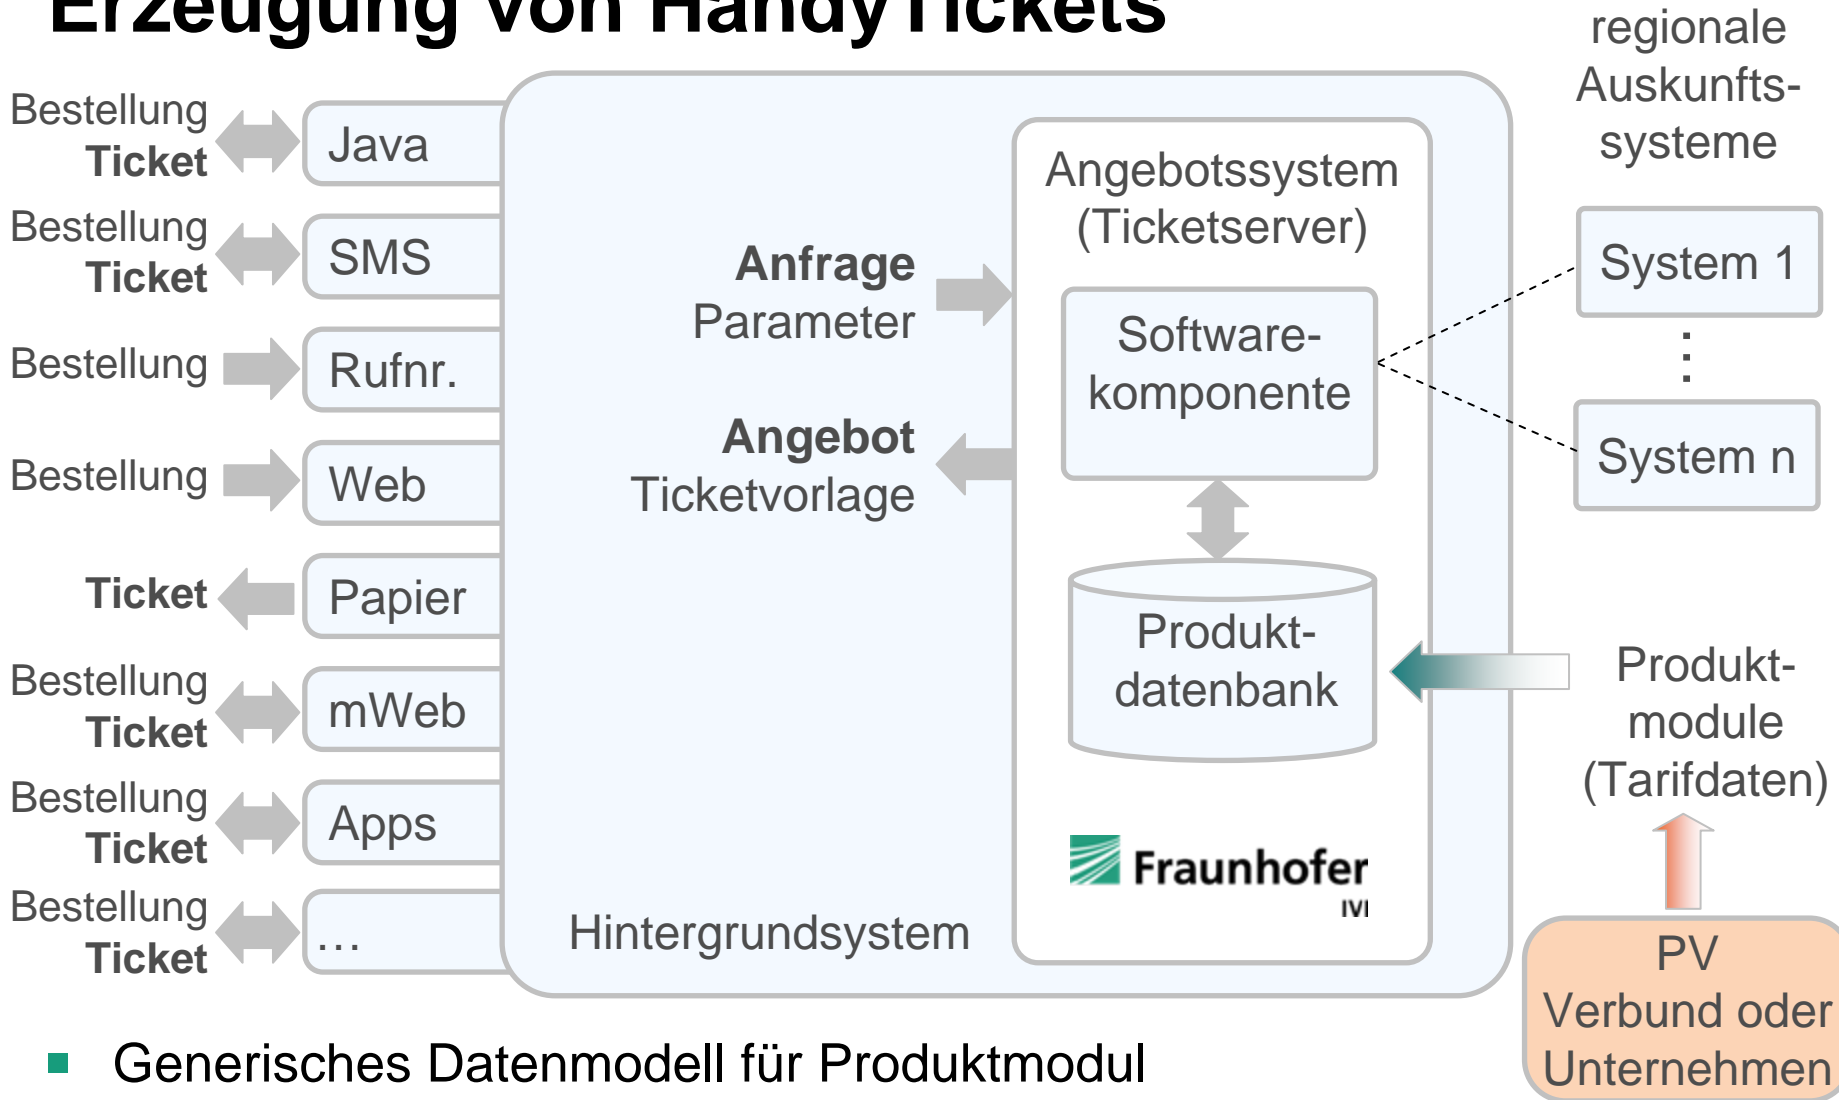 Erzeugung von HandyTickets
Bestellung
Ticket
Java
Bestellung
Ticket
SMS
Bestellung
Rufnr.
Bestellung
Web
Ticket
Papier
Bestellung
Ticket
mWeb
Bestellung
Ticket
Apps
Bestellung
Ticket
…
Anfrage
Parameter
Angebot
Ticketvorlage
Hintergrundsystem
Angebotssystem
(Ticketserver)
Software-
komponente
Produkt-
datenbank
Fraunhofer
IVI
regionale
Auskunfts-
systeme
System 1
⋮
System n
Produkt-
module
(Tarifdaten)
PV
Verbund oder
Unternehmen
▪ Generisches Datenmodell für Produktmodul